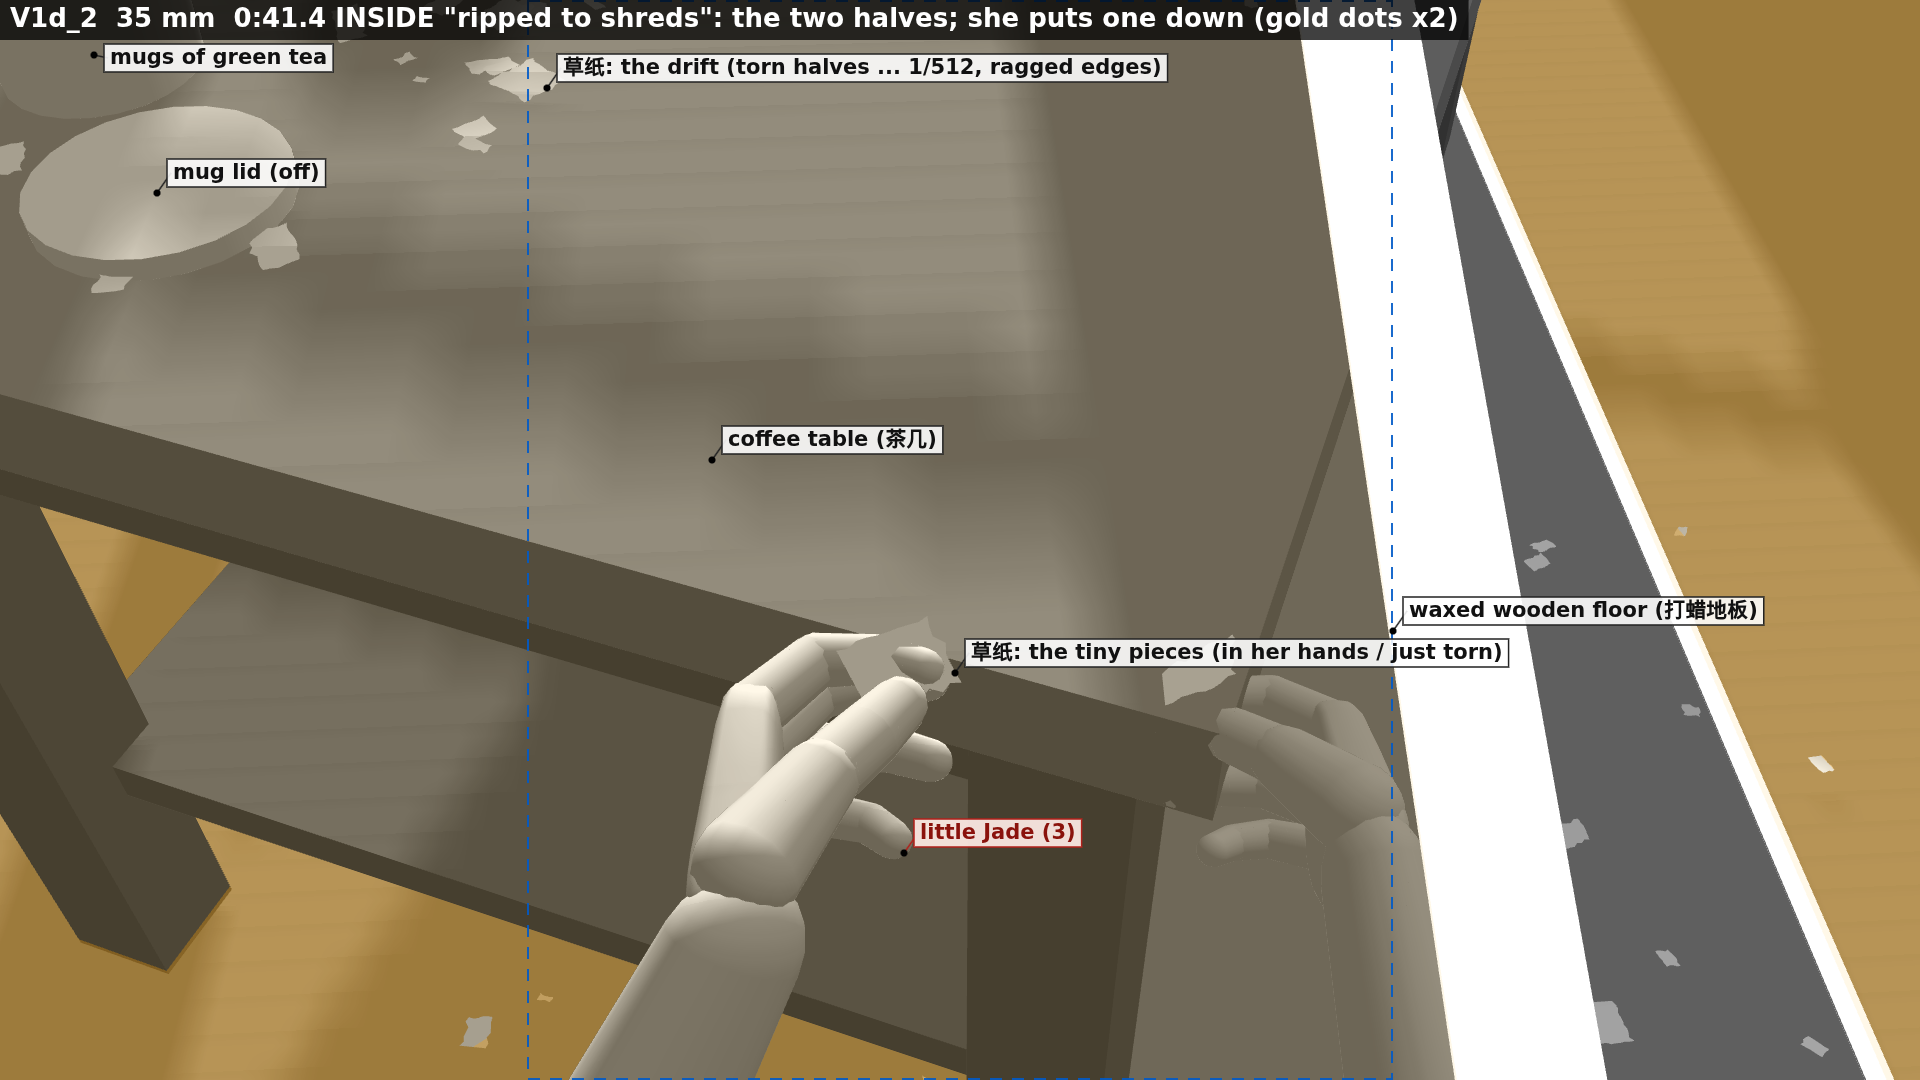 V1d_2  35 mm  0:41.4 INSIDE "ripped to shreds": the two halves; she puts one down (gold dots x2)
mugs of green tea
草纸: the drift (torn halves ... 1/512, ragged edges)
mug lid (off)
coffee table (茶几)
waxed wooden floor (打蜡地板)
草纸: the tiny pieces (in her hands / just torn)
little Jade (3)